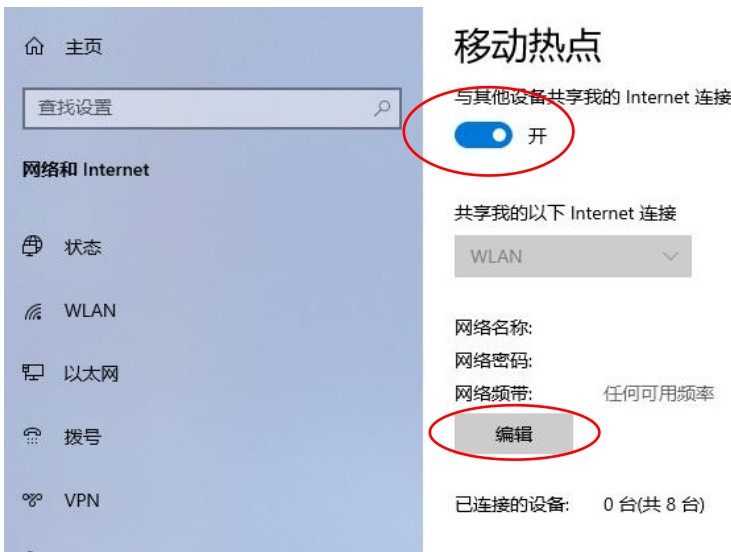 主页
查找设置
网络和 Internet
状态
WLAN
以太网
拨号
VPN
移动热点
与其他设备共享我的 Internet 连接
开
共享我的以下 Internet 连接
WLAN
网络名称:
网络密码:
网络频带: 任何可用频率
编辑
已连接的设备: 0 台(共 8 台)